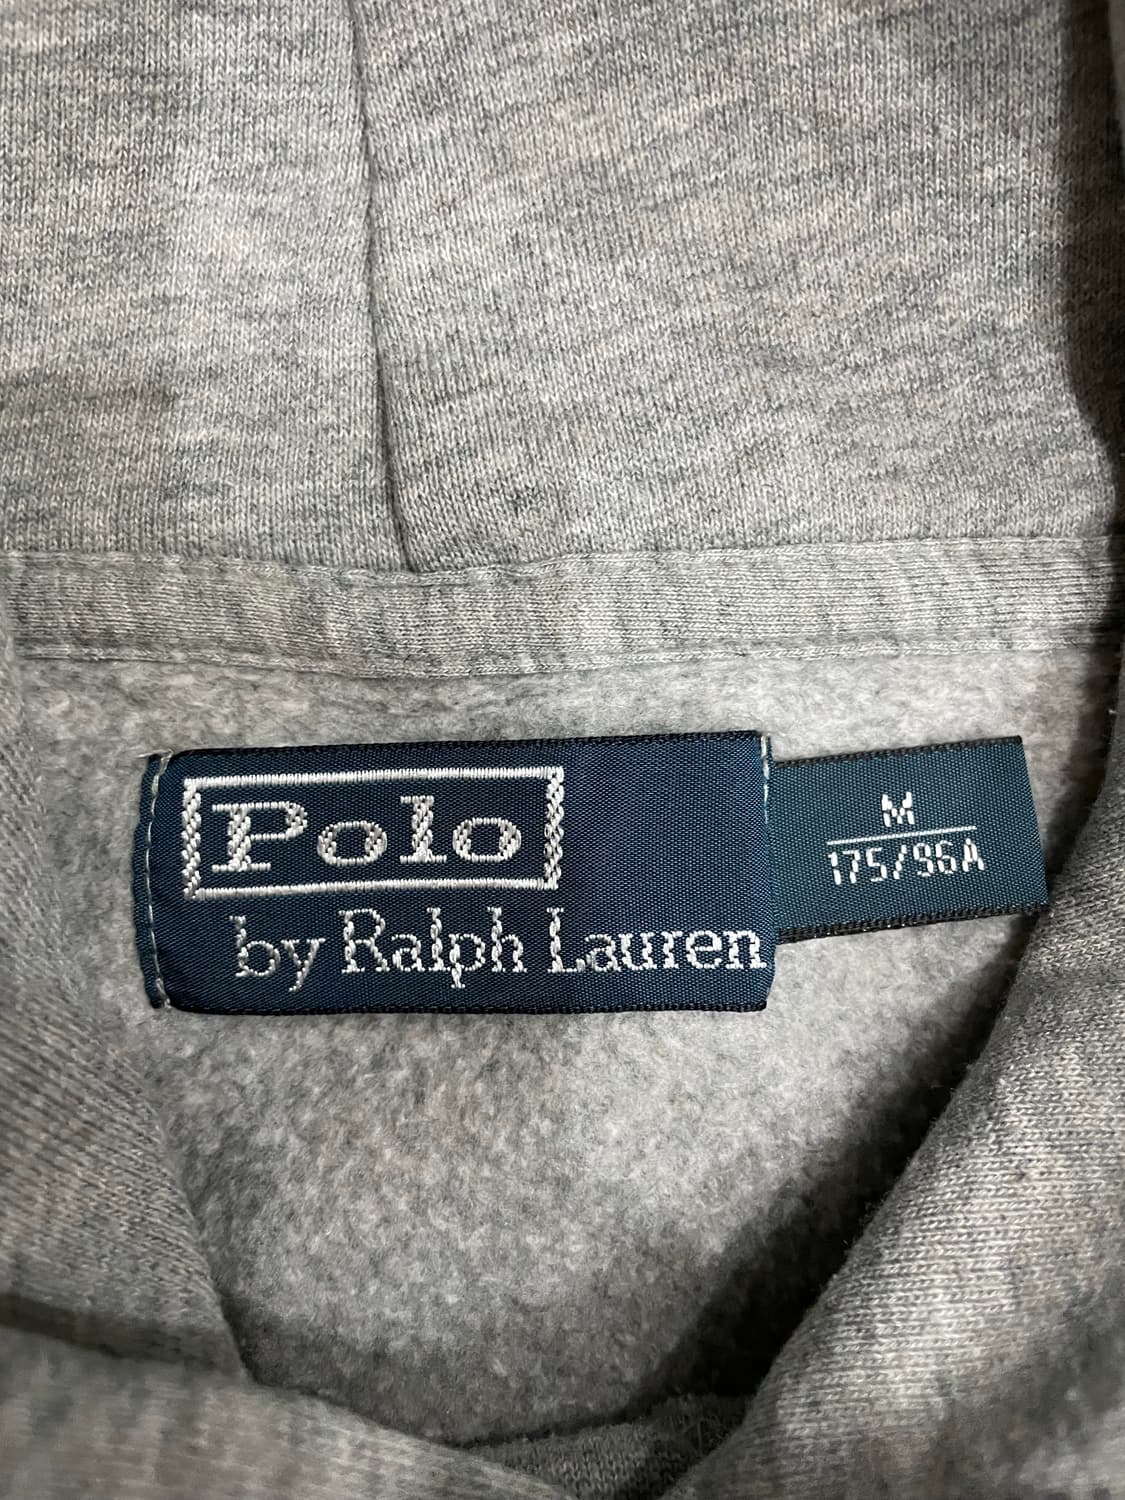 Polo
by Ralph Lauren
M
175/96A